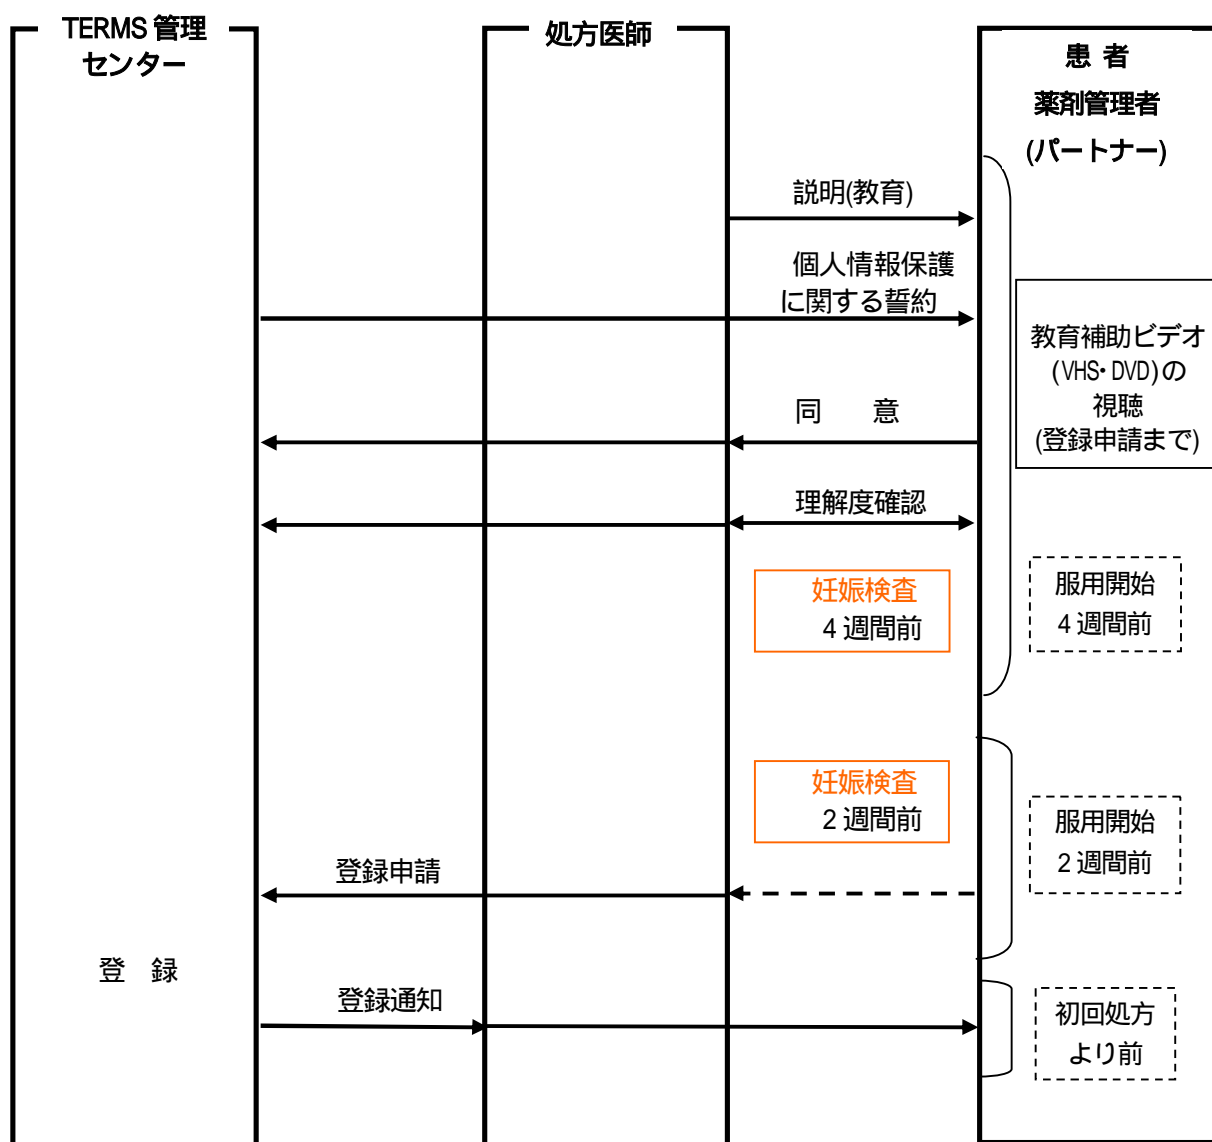 TERMS 管理
センター
処方医師
患 者
薬剤管理者
(パートナー)
説明(教育)
個人情報保護
に関する誓約
教育補助ビデオ
(VHS・DVD)の
視聴
(登録申請まで)
同　　意
理解度確認
妊娠検査
4 週間前
服用開始
4 週間前
妊娠検査
2 週間前
服用開始
2 週間前
登録申請
登　録
登録通知
初回処方
より前